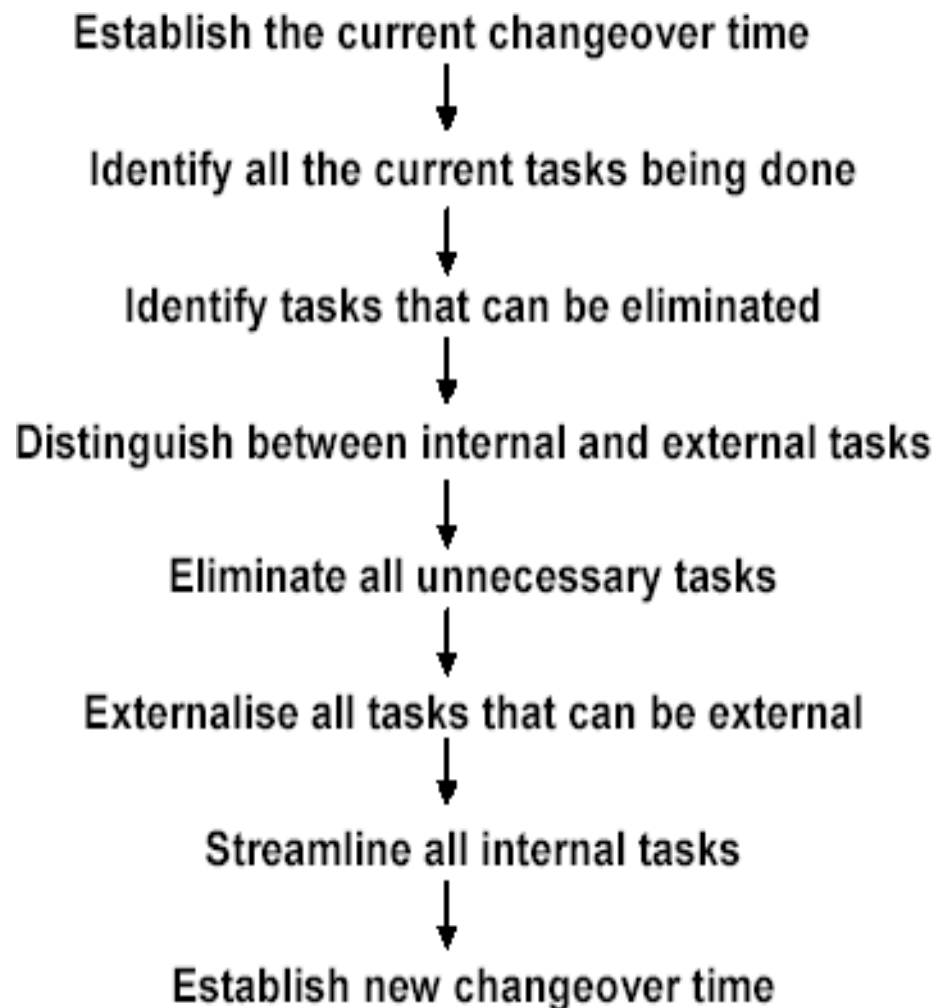 Establish the current changeover time
Identify all the current tasks being done
Identify tasks that can be eliminated
Distinguish between internal and external tasks
Eliminate all unnecessary tasks
Externalise all tasks that can be external
Streamline all internal tasks
Establish new changeover time